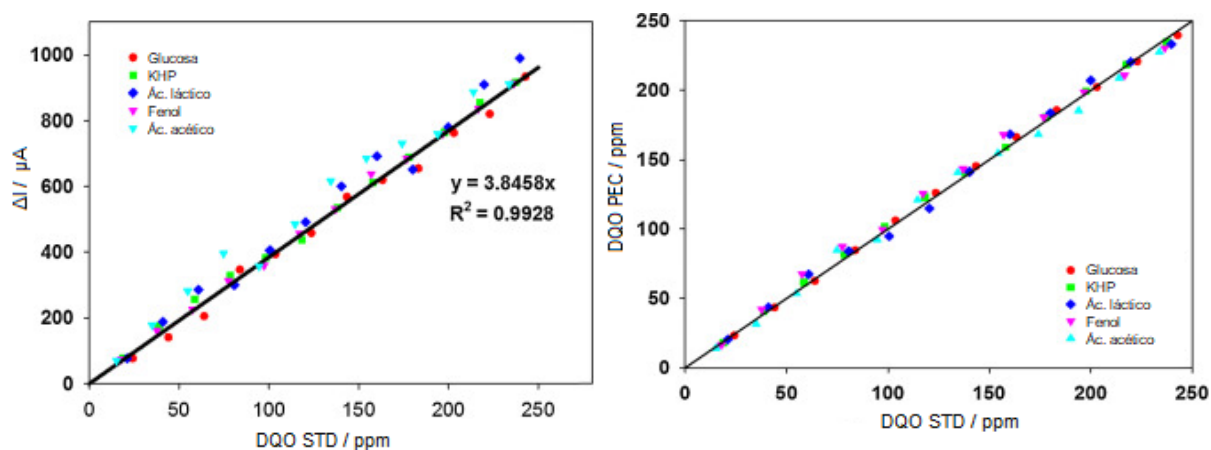 1000
800
600
400
200
0
ΔI / µA
0 50 100 150 200 250
DQO STD / ppm
Glucosa
KHP
Ác. láctico
Fenol
Ác. acético
y = 3.8458x
R² = 0.9928
250
200
150
100
50
0
DQO PEC / ppm
0 50 100 150 200 250
DQO STD / ppm
Glucosa
KHP
Ác. láctico
Fenol
Ác. acético